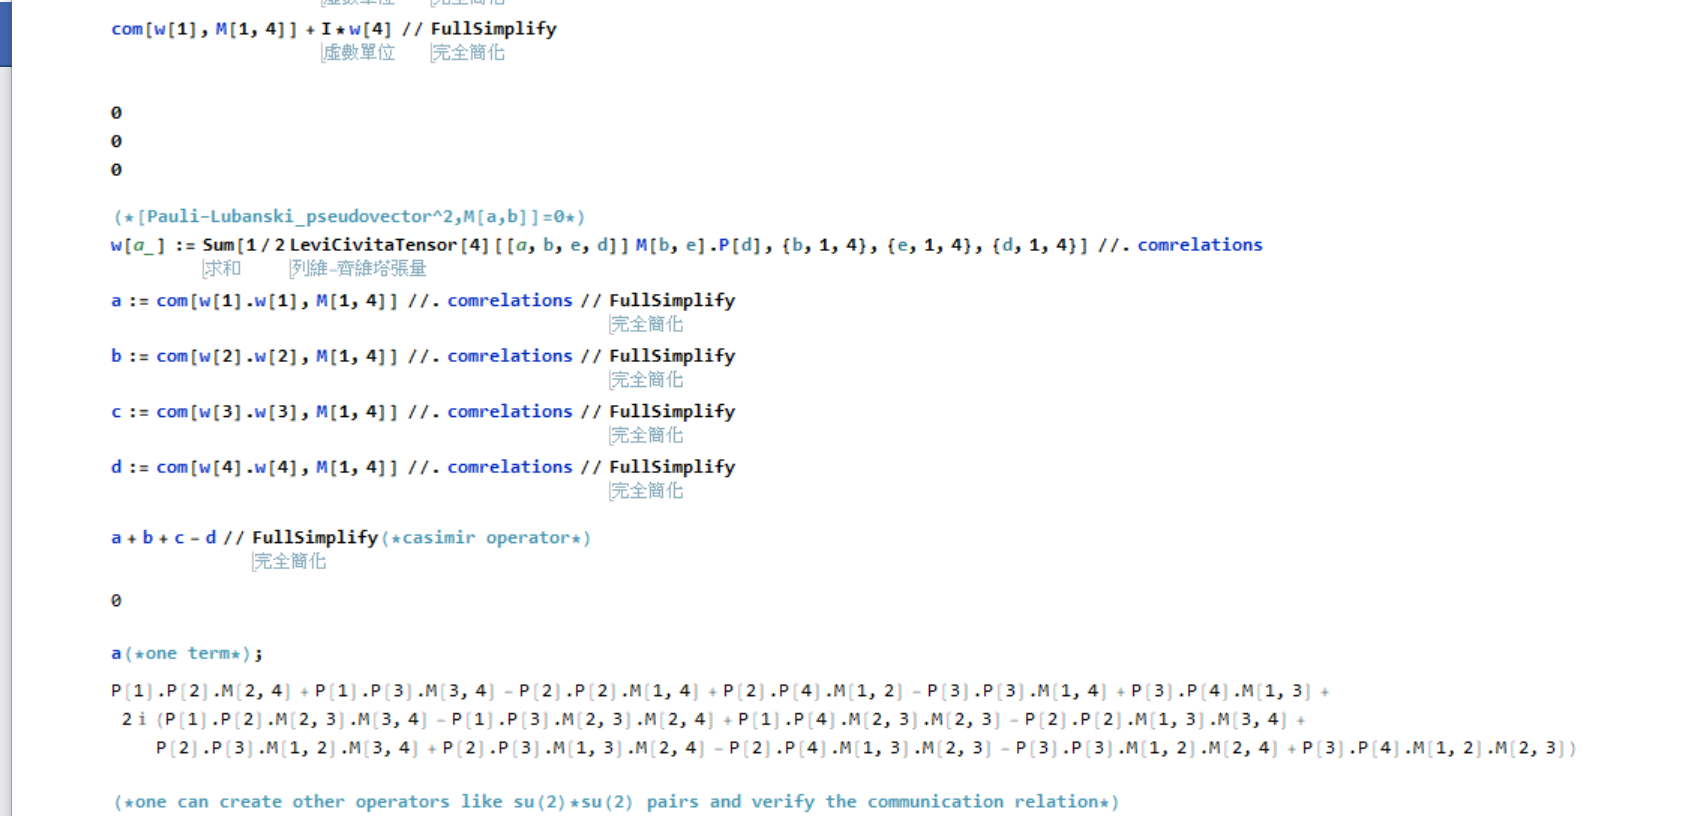 com[w[1], M[1, 4]] + I * w[4] // FullSimplify
虛數單位 完全簡化
0
0
0
(*[Pauli-Lubanski_pseudovector^2,M[a,b]]=0*)
w[a_] := Sum[1 / 2 LeviCivitaTensor[4][[a, b, e, d]] M[b, e].P[d], {b, 1, 4}, {e, 1, 4}, {d, 1, 4}] //. comrelations
求和 列維-齊維塔張量
a := com[w[1].w[1], M[1, 4]] //. comrelations // FullSimplify
完全簡化
b := com[w[2].w[2], M[1, 4]] //. comrelations // FullSimplify
完全簡化
c := com[w[3].w[3], M[1, 4]] //. comrelations // FullSimplify
完全簡化
d := com[w[4].w[4], M[1, 4]] //. comrelations // FullSimplify
完全簡化
a + b + c - d // FullSimplify(*casimir operator*)
完全簡化
0
a(*one term*);
P[1].P[2].M[2, 4] + P[1].P[3].M[3, 4] - P[2].P[2].M[1, 4] + P[2].P[4].M[1, 2] - P[3].P[3].M[1, 4] + P[3].P[4].M[1, 3] +
2 i (P[1].P[2].M[2, 3].M[3, 4] - P[1].P[3].M[2, 3].M[2, 4] + P[1].P[4].M[2, 3].M[2, 3] - P[2].P[2].M[1, 3].M[3, 4] +
P[2].P[3].M[1, 2].M[3, 4] + P[2].P[3].M[1, 3].M[2, 4] - P[2].P[4].M[1, 3].M[2, 3] - P[3].P[3].M[1, 2].M[2, 4] + P[3].P[4].M[1, 2].M[2, 3])
(*one can create other operators like su(2)*su(2) pairs and verify the communication relation*)